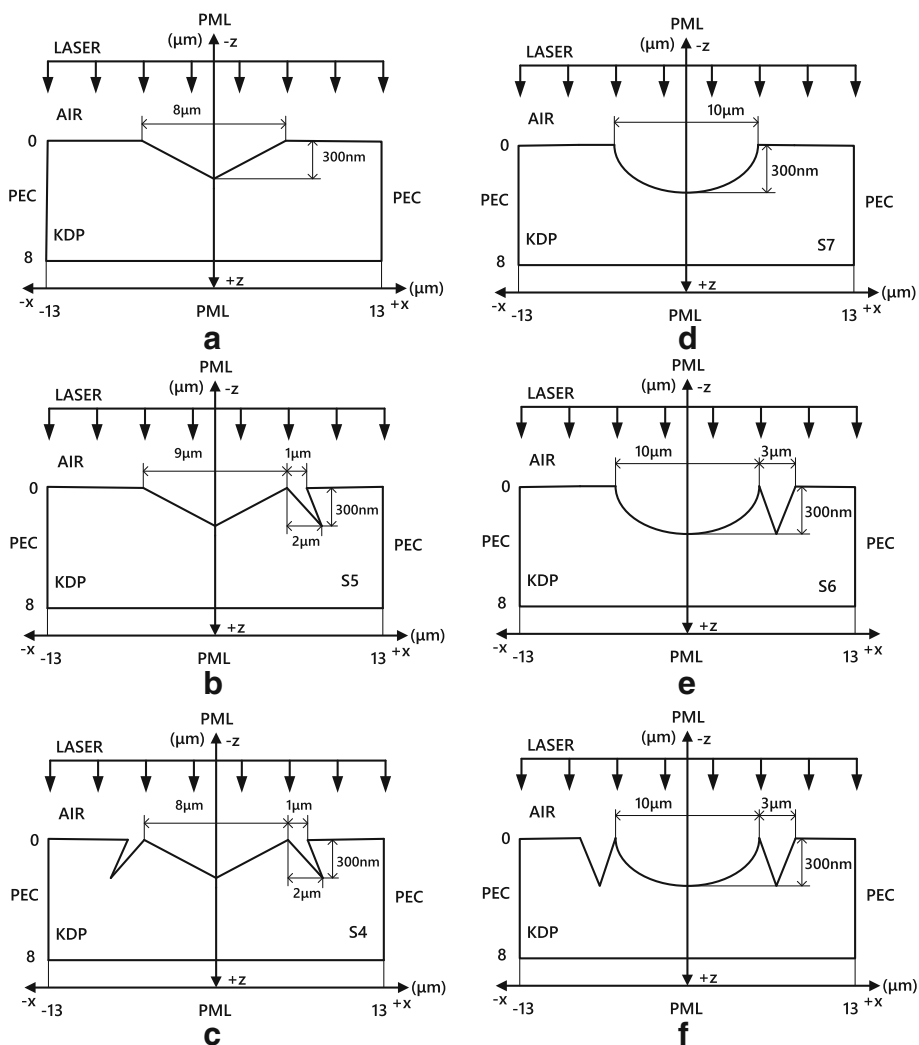 PML
(μm) -z
LASER
8μm
AIR
0
300nm
PEC
PEC
KDP
8
+z
-x
-13
PML
13
+x
(μm)
a
PML
(μm) -z
LASER
9μm
1μm
AIR
0
300nm
2μm
PEC
PEC
KDP
S5
8
+z
-x
-13
PML
13
+x
(μm)
b
PML
(μm) -z
LASER
8μm
1μm
AIR
0
300nm
2μm
PEC
PEC
KDP
S4
8
+z
-x
-13
PML
13
+x
(μm)
c
PML
(μm) -z
LASER
10μm
AIR
0
300nm
PEC
PEC
KDP
S7
8
+z
-x
-13
PML
13
+x
(μm)
d
PML
(μm) -z
LASER
10μm
3μm
AIR
0
300nm
PEC
PEC
KDP
S6
8
+z
-x
-13
PML
13
+x
e
PML
(μm) -z
LASER
10μm
3μm
AIR
0
300nm
PEC
PEC
KDP
8
+z
-x
-13
PML
13
+x
(μm)
f